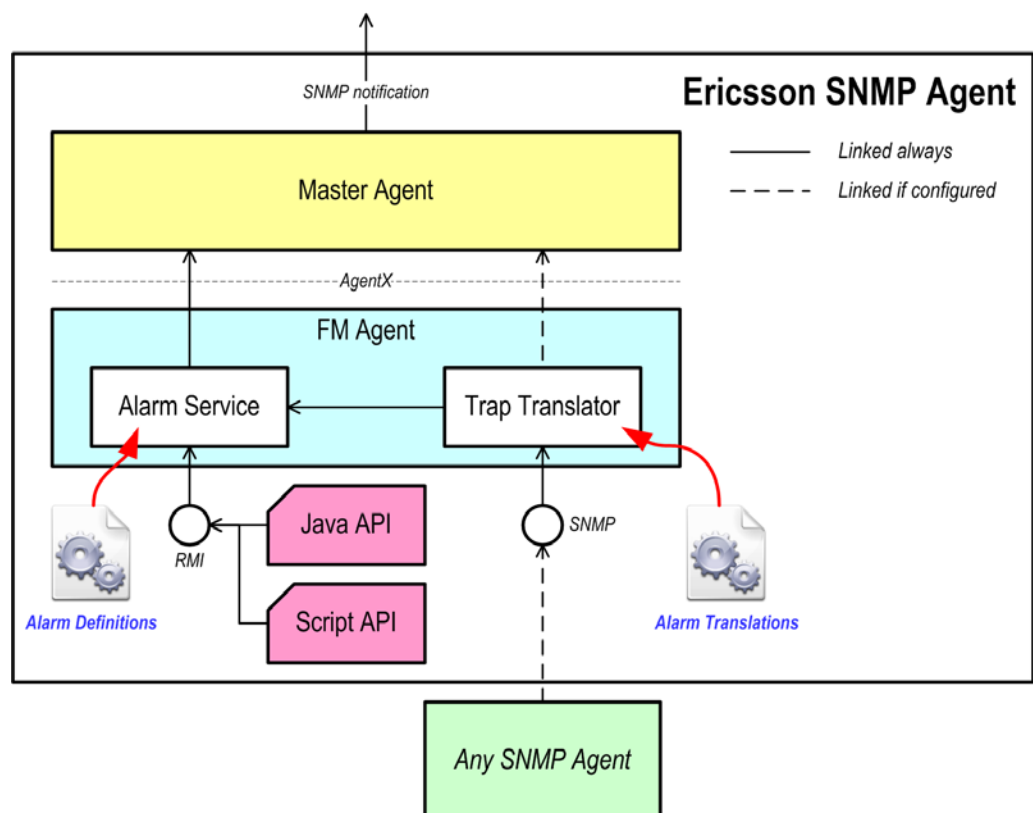 SNMP notification
Ericsson SNMP Agent
Linked always
Linked if configured
Master Agent
AgentX
FM Agent
Alarm Service
Trap Translator
RMI
Java API
SNMP
Script API
Alarm Definitions
Alarm Translations
Any SNMP Agent